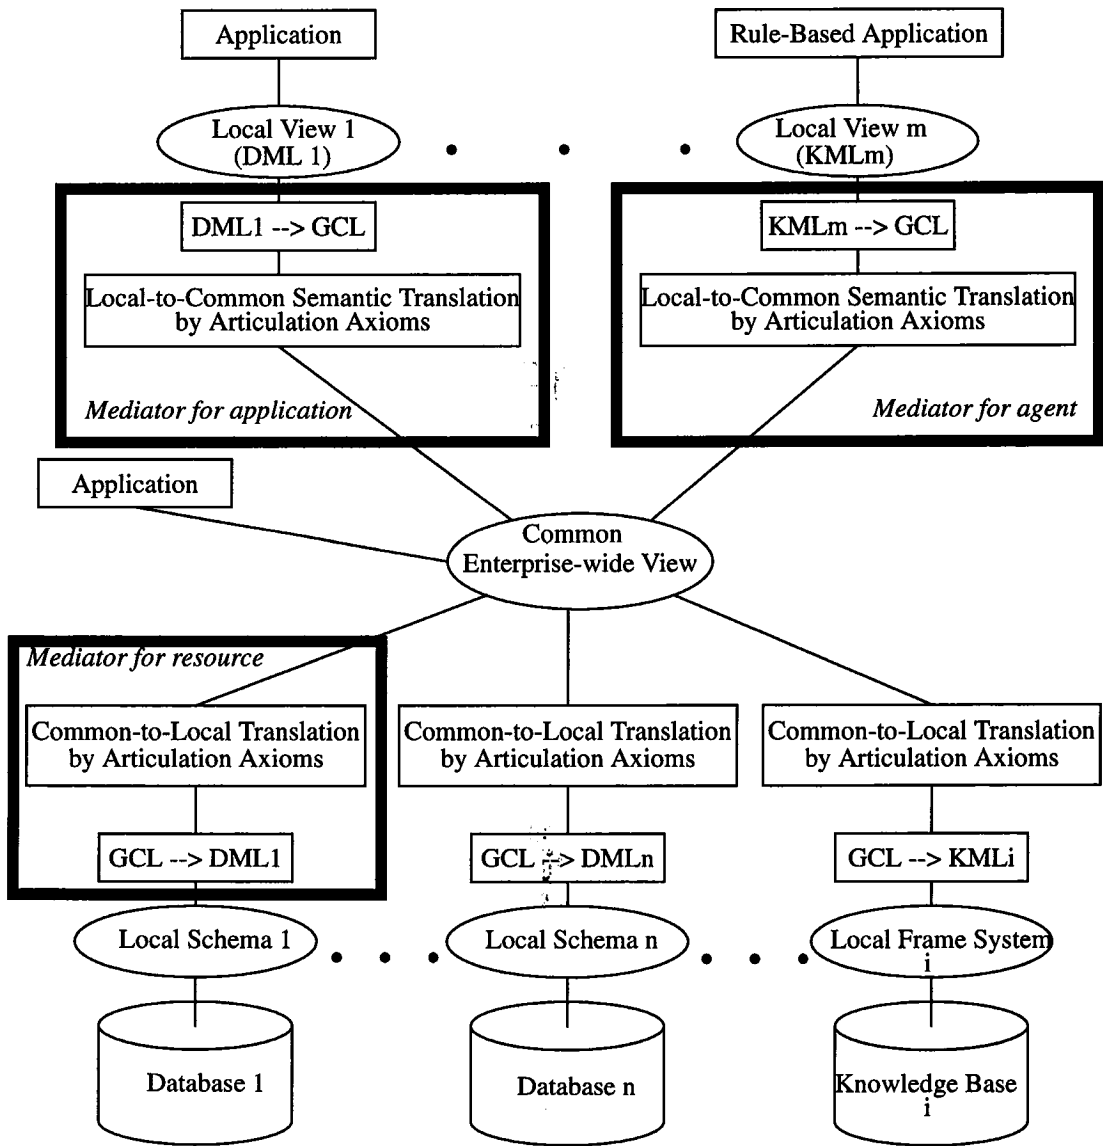 Application
Rule-Based Application
Local View 1
(DML 1)
Local View m
(KMLm)
DML1 --> GCL
KMLm --> GCL
Local-to-Common Semantic Translation
by Articulation Axioms
Local-to-Common Semantic Translation
by Articulation Axioms
Mediator for application
Mediator for agent
Application
Common
Enterprise-wide View
Mediator for resource
Common-to-Local Translation
by Articulation Axioms
Common-to-Local Translation
by Articulation Axioms
Common-to-Local Translation
by Articulation Axioms
GCL --> DML1
GCL --> DMLn
GCL --> KMLi
Local Schema 1
Local Schema n
Local Frame System
i
Database 1
Database n
Knowledge Base
i